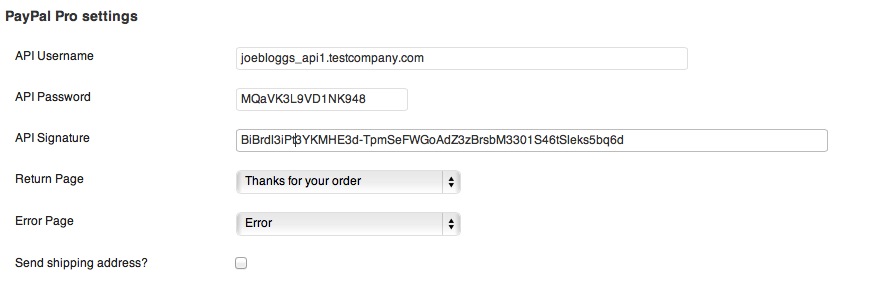 PayPal Pro settings
API Username joebloggs_api1.testcompany.com
API Password MQaVK3L9VD1NK948
API Signature BiBrdI3iPt3YKMHE3d-TpmSeFWGoAdZ3zBrsbM3301S46tSleks5bq6d
Return Page Thanks for your order
Error Page Error
Send shipping address?